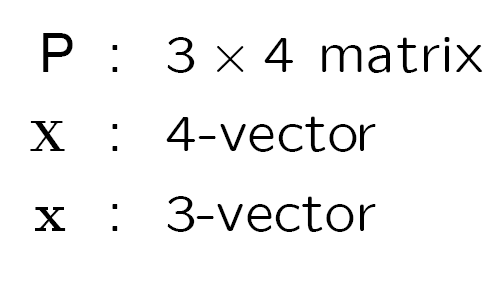 P : 3 × 4 matrix
X : 4-vector
x : 3-vector